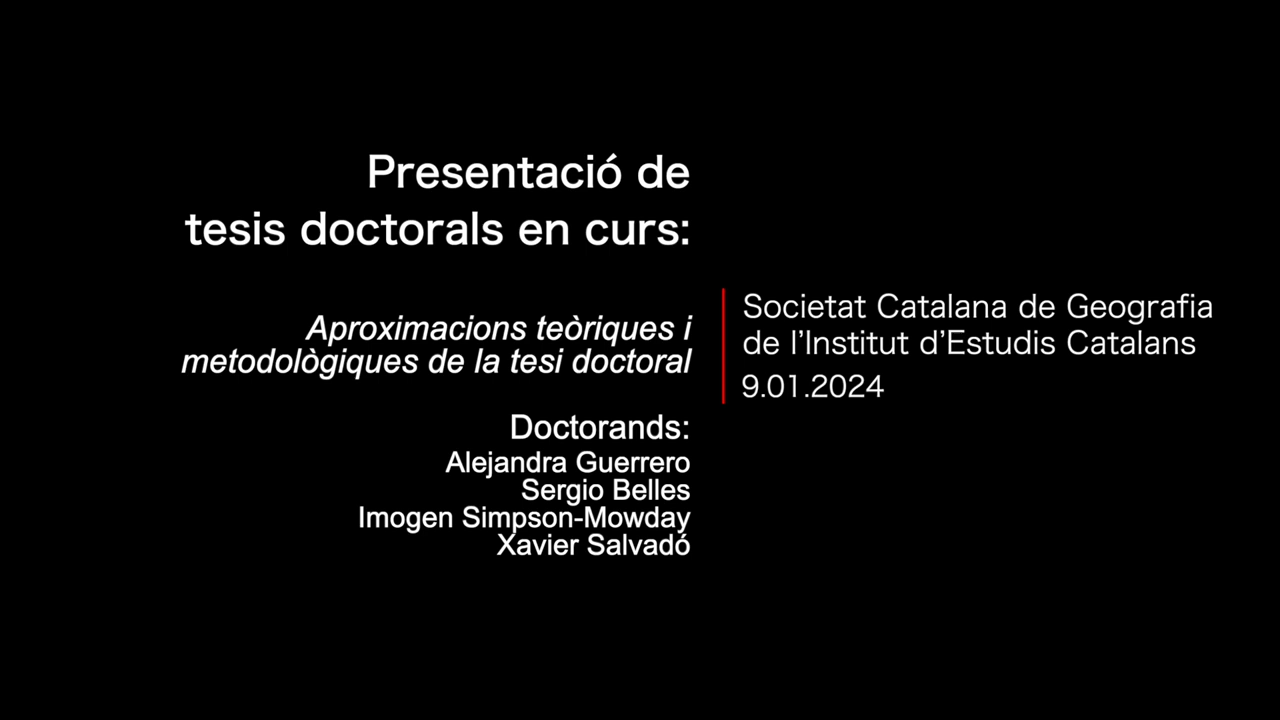 Presentació de
tesis doctorals en curs:
Aproximacions teòriques i
metodològiques de la tesi doctoral
Doctorands:
Alejandra Guerrero
Sergio Belles
Imogen Simpson-Mowday
Xavier Salvadó
Societat Catalana de Geografia
de l'Institut d'Estudis Catalans
9.01.2024